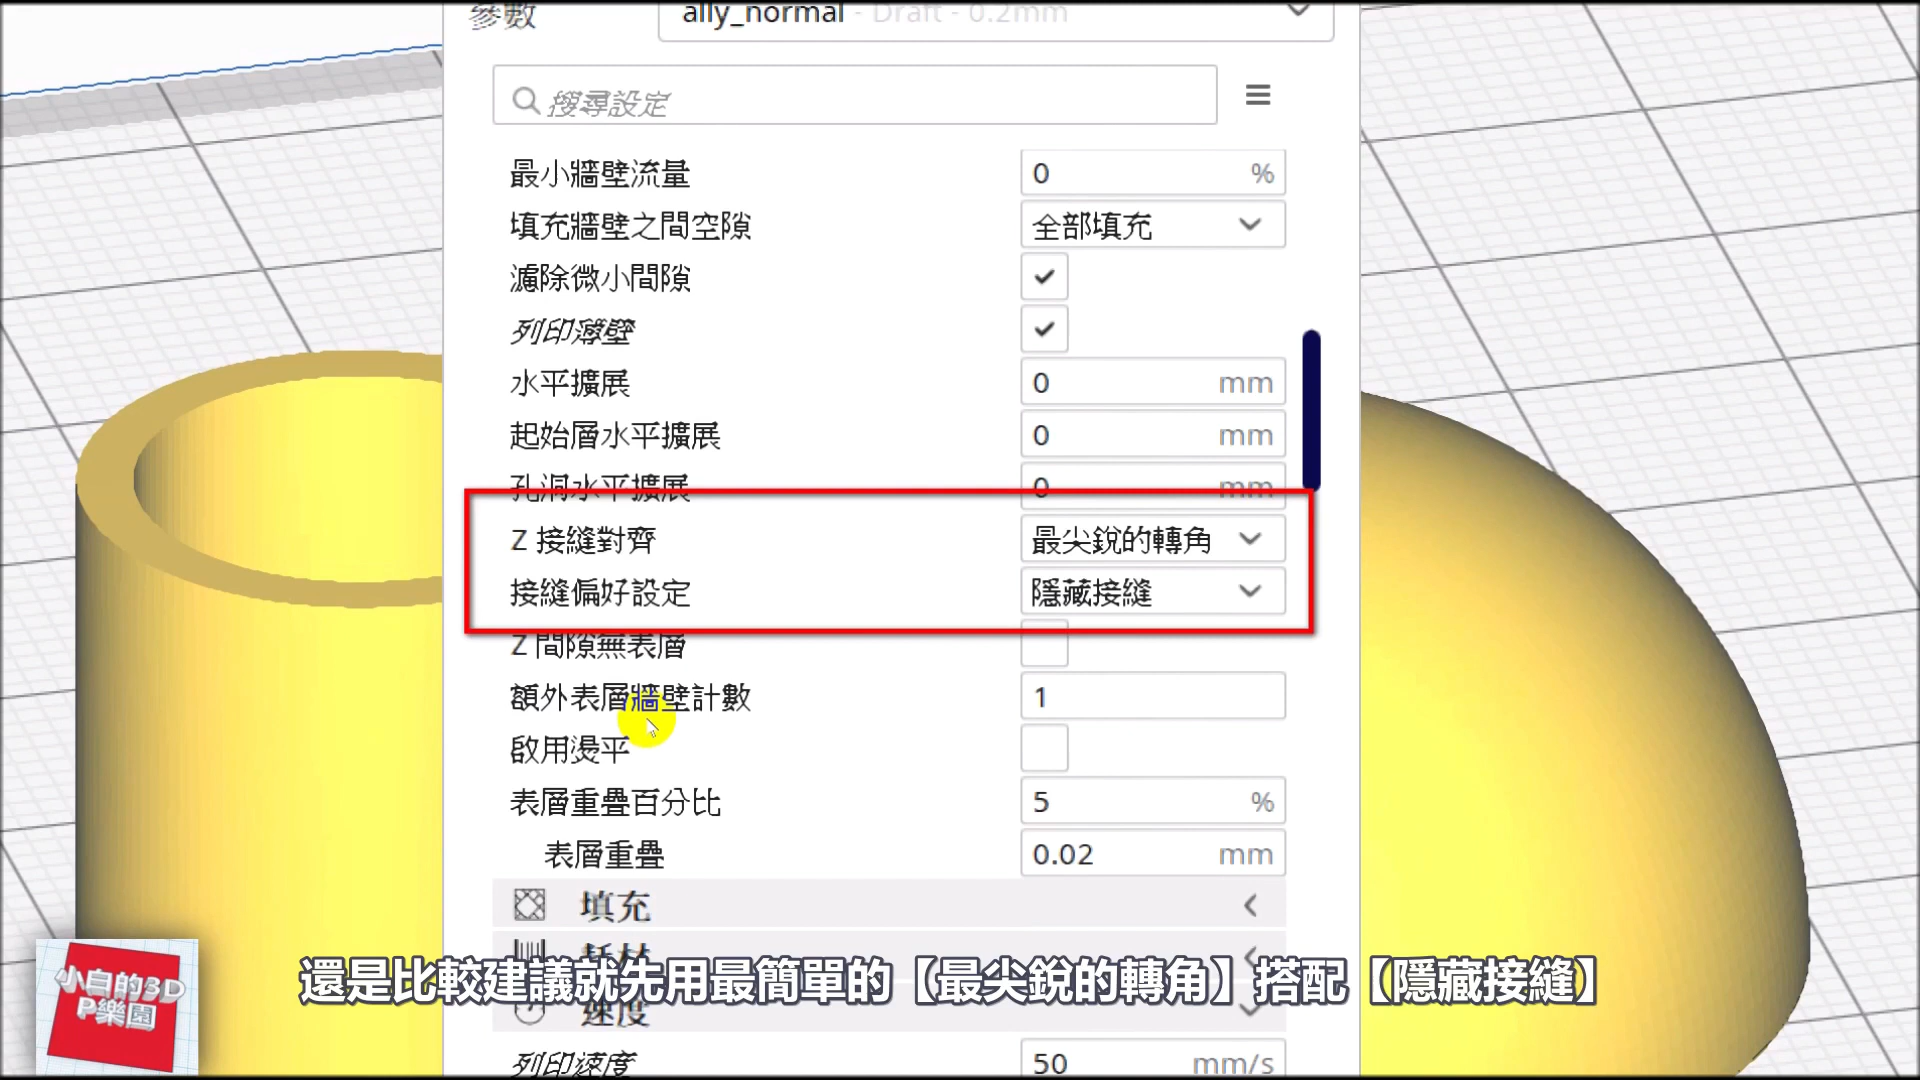 參數 ally_normal - Draft - 0.2mm
搜尋設定
最小牆壁流量 0 %
填充牆壁之間空隙 全部填充
濾除微小間隙
列印薄壁
水平擴展 0 mm
起始層水平擴展 0 mm
孔洞水平擴展 0 mm
Z 接縫對齊 最尖銳的轉角
接縫偏好設定 隱藏接縫
Z 間隙無表層
額外表層牆壁計數 1
啟用燙平
表層重疊百分比 5 %
表層重疊 0.02 mm
填充
耗材
還是比較建議就先用最簡單的【最尖銳的轉角】搭配【隱藏接縫】
速度
列印速度 50 mm/s
小白的3D
P樂園